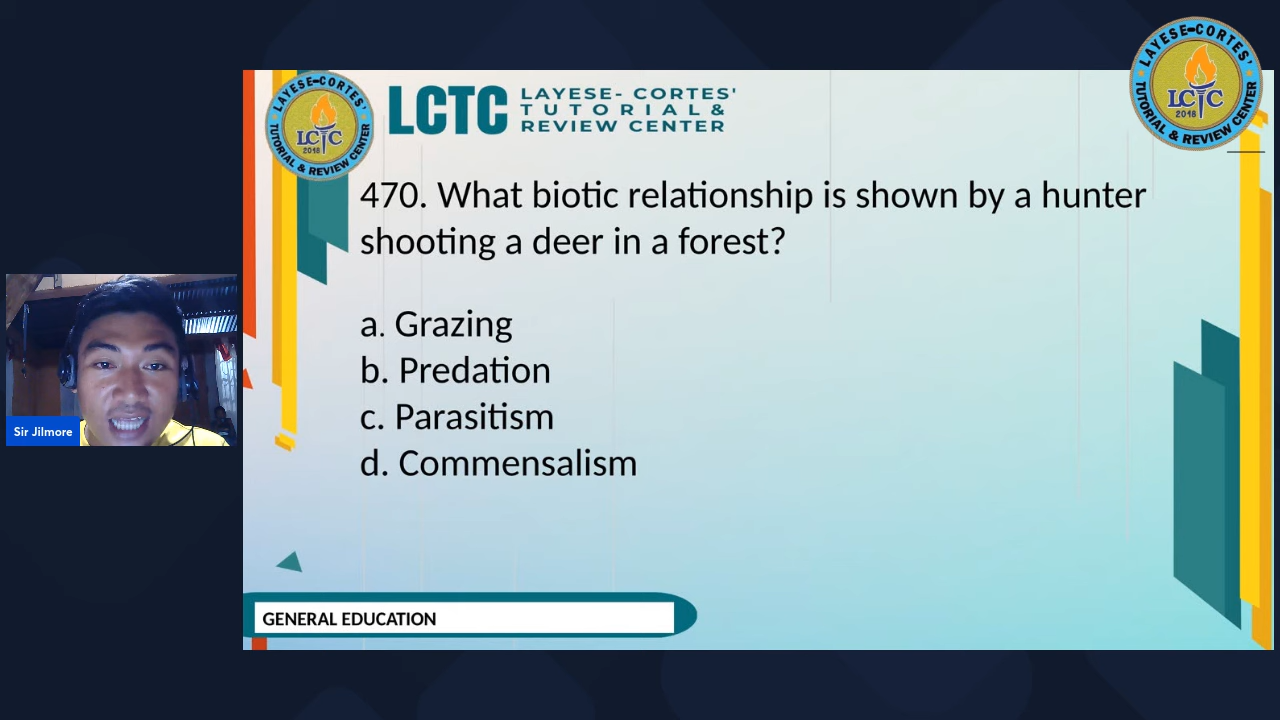 LAYESE-CORTES'
TUTORIAL & REVIEW CENTER
LCTC
2018
LCTC
LAYESE- CORTES'
TUTORIAL &
REVIEW CENTER
LAYESE-CORTES'
TUTORIAL & REVIEW CENTER
LCTC
2018
470. What biotic relationship is shown by a hunter
shooting a deer in a forest?
a. Grazing
b. Predation
c. Parasitism
d. Commensalism
Sir Jilmore
GENERAL EDUCATION